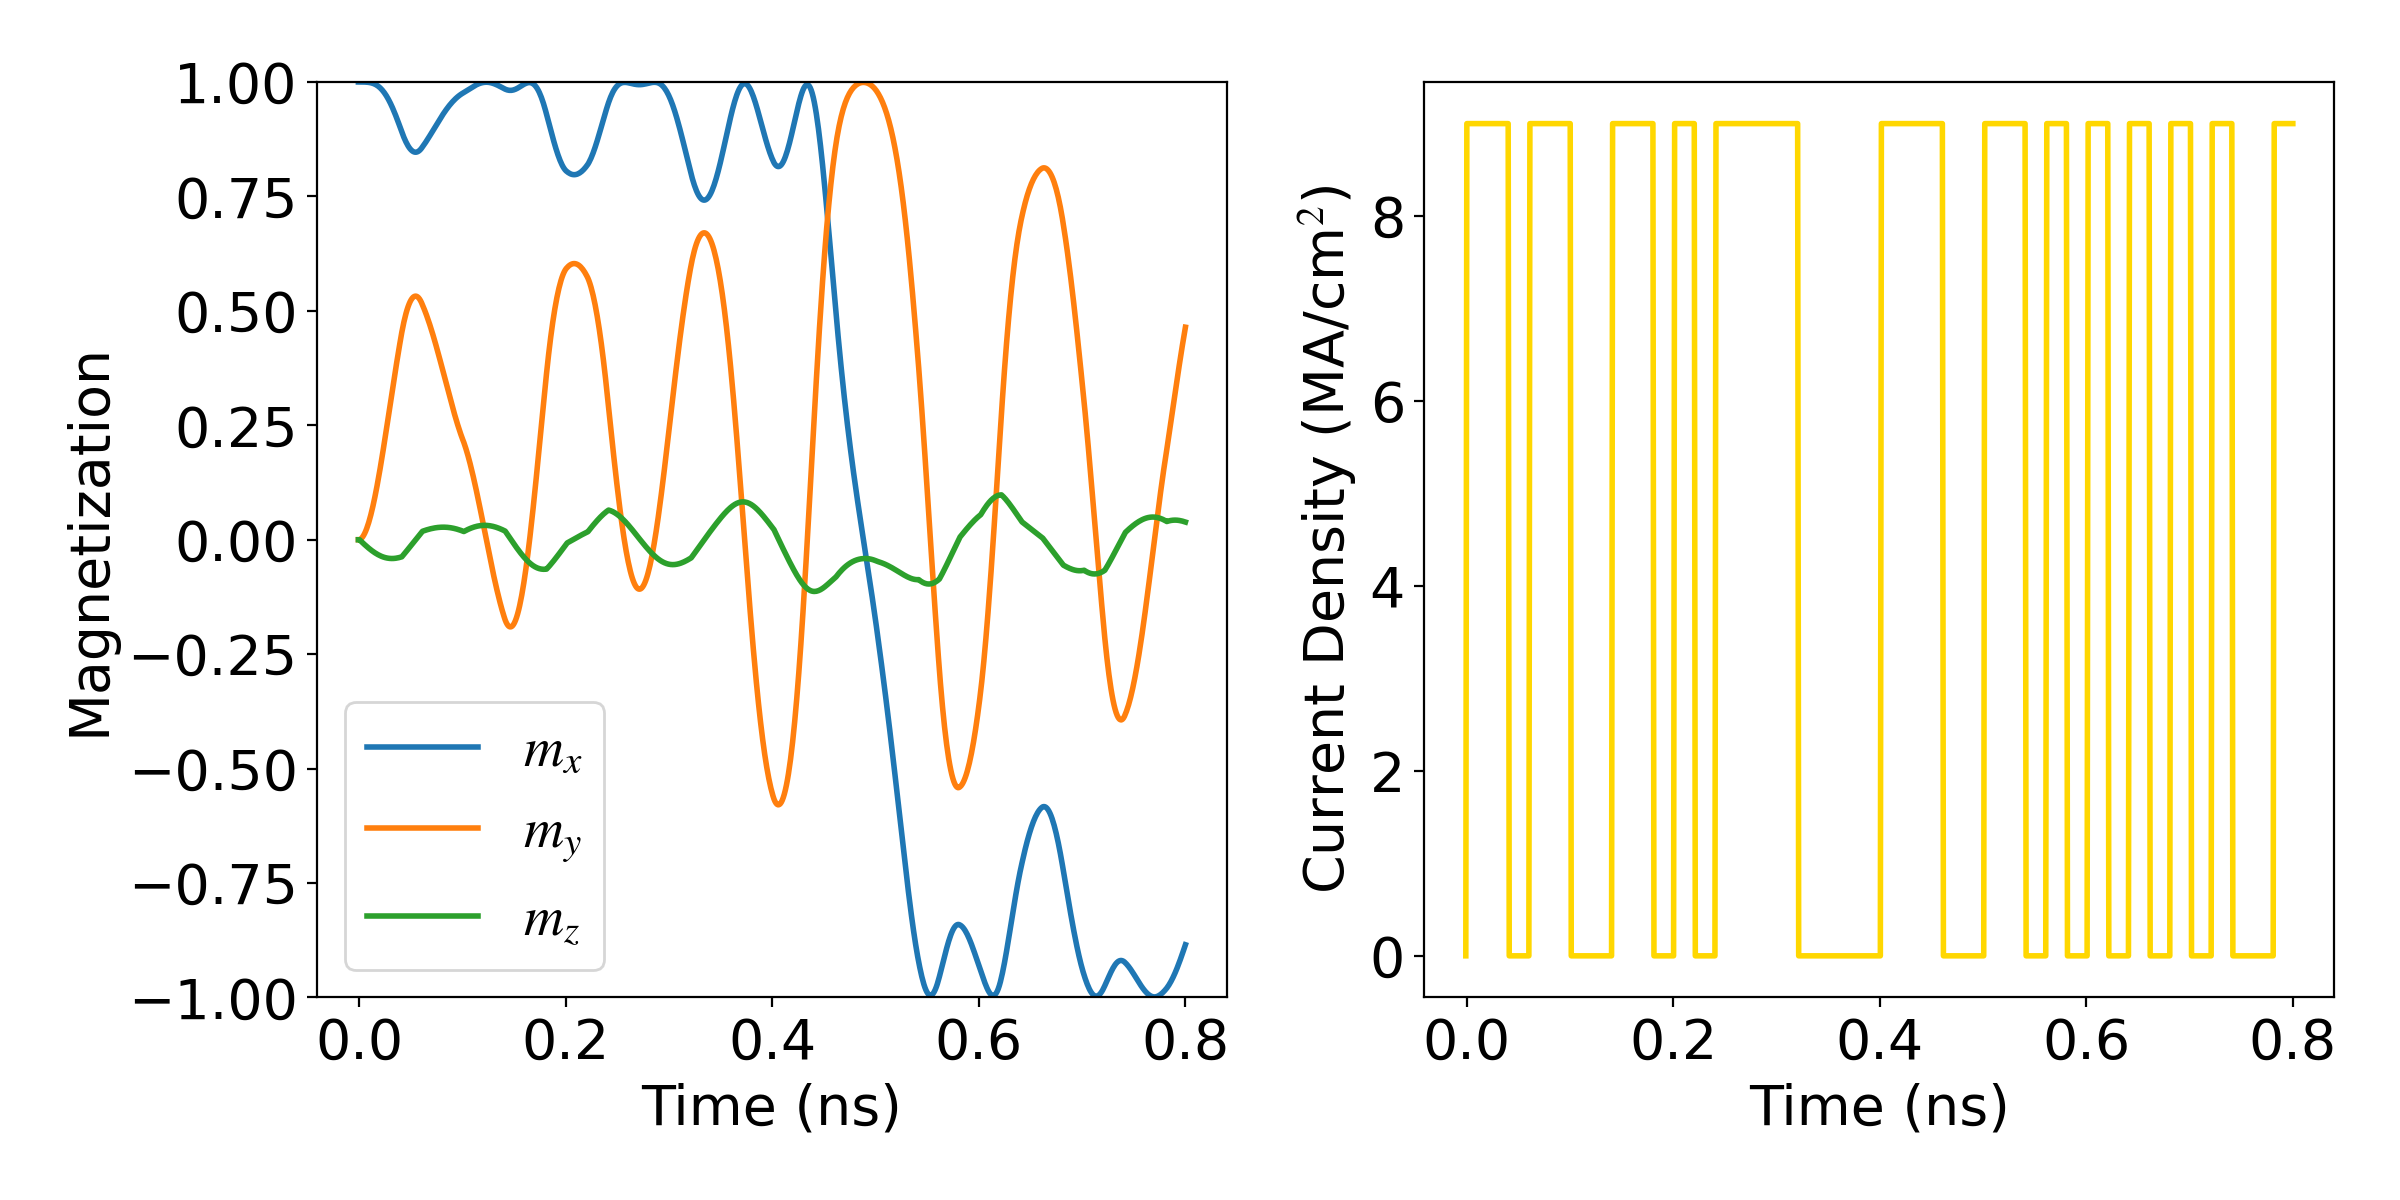 1.00
0.75
0.50
0.25
0.00
−0.25
−0.50
−0.75
−1.00
Magnetization
m_x
m_y
m_z
0.0 0.2 0.4 0.6 0.8
Time (ns)
8
6
4
2
0
Current Density (MA/cm²)
0.0 0.2 0.4 0.6 0.8
Time (ns)